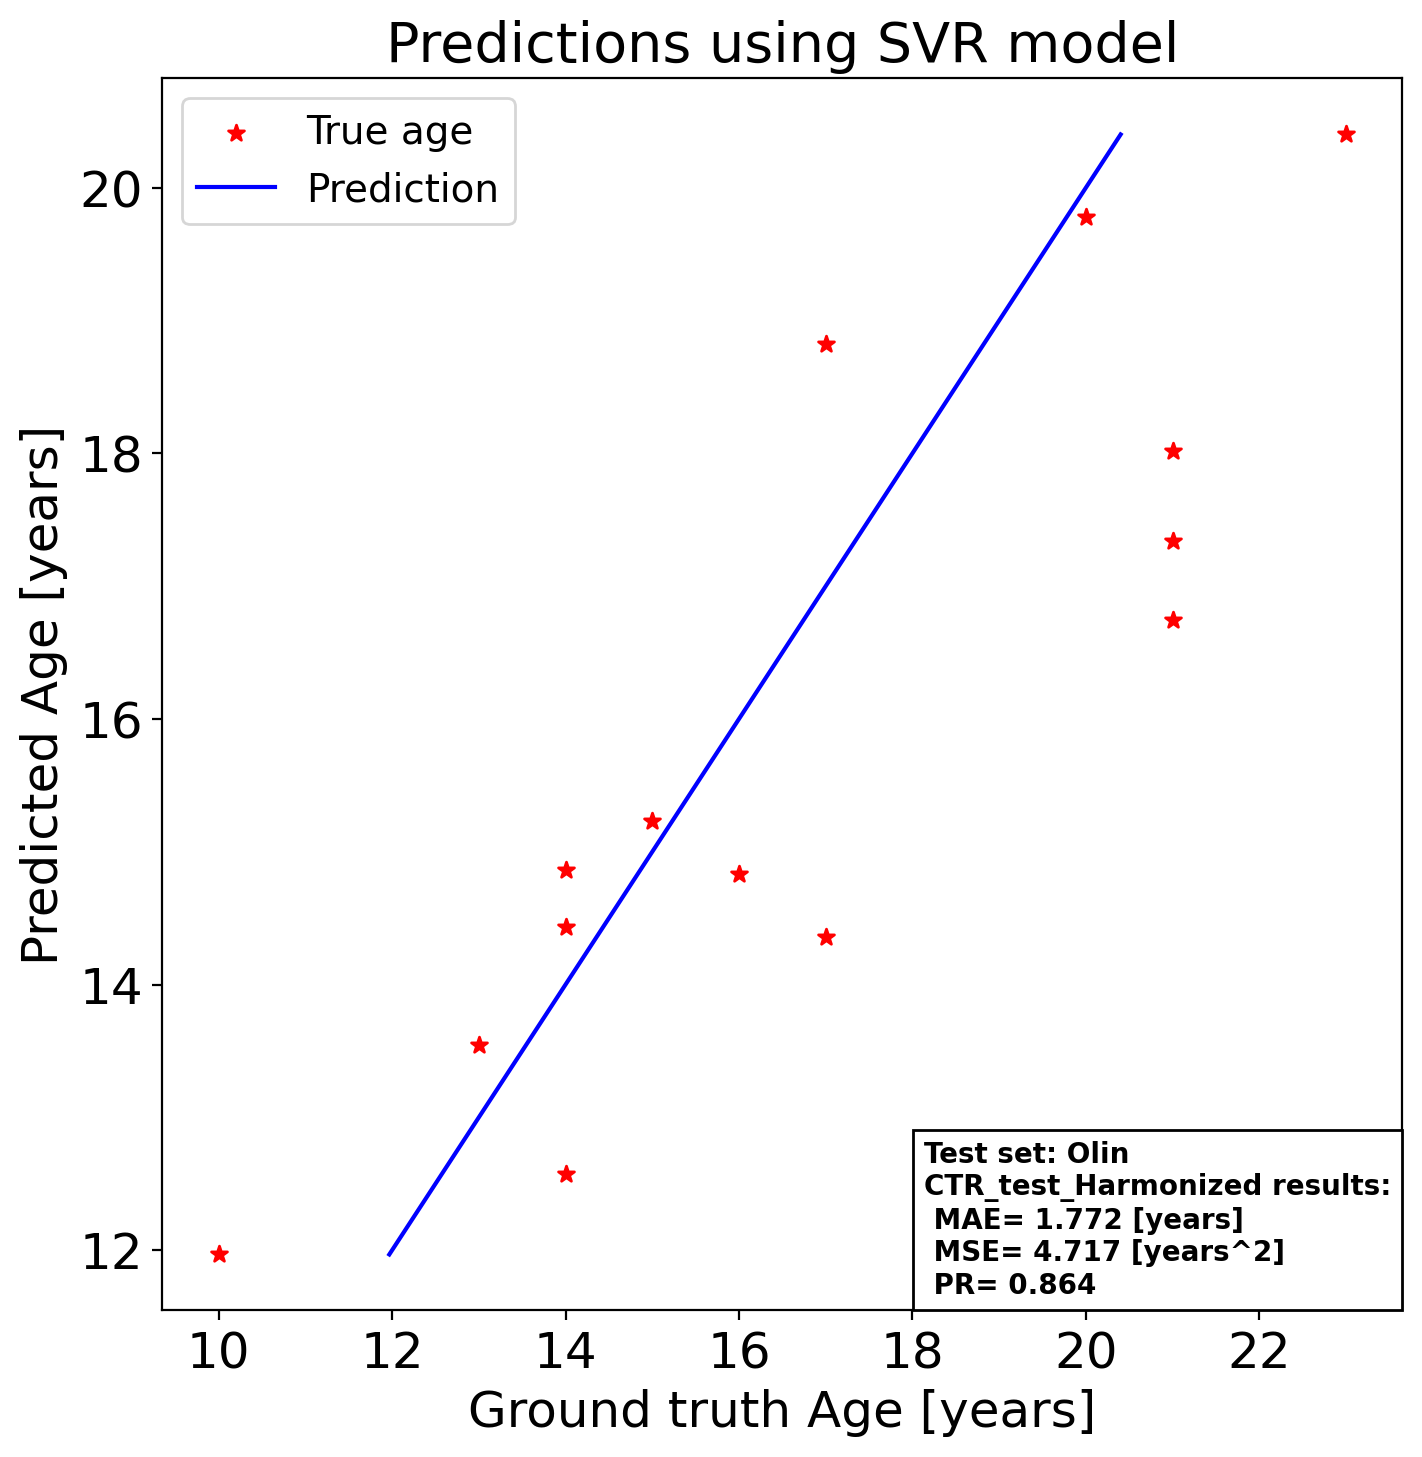 Predictions using SVR model
True age
Prediction
Predicted Age [years]
20
18
16
14
12
Test set: Olin
CTR_test_Harmonized results:
MAE= 1.772 [years]
MSE= 4.717 [years^2]
PR= 0.864
10 12 14 16 18 20 22
Ground truth Age [years]